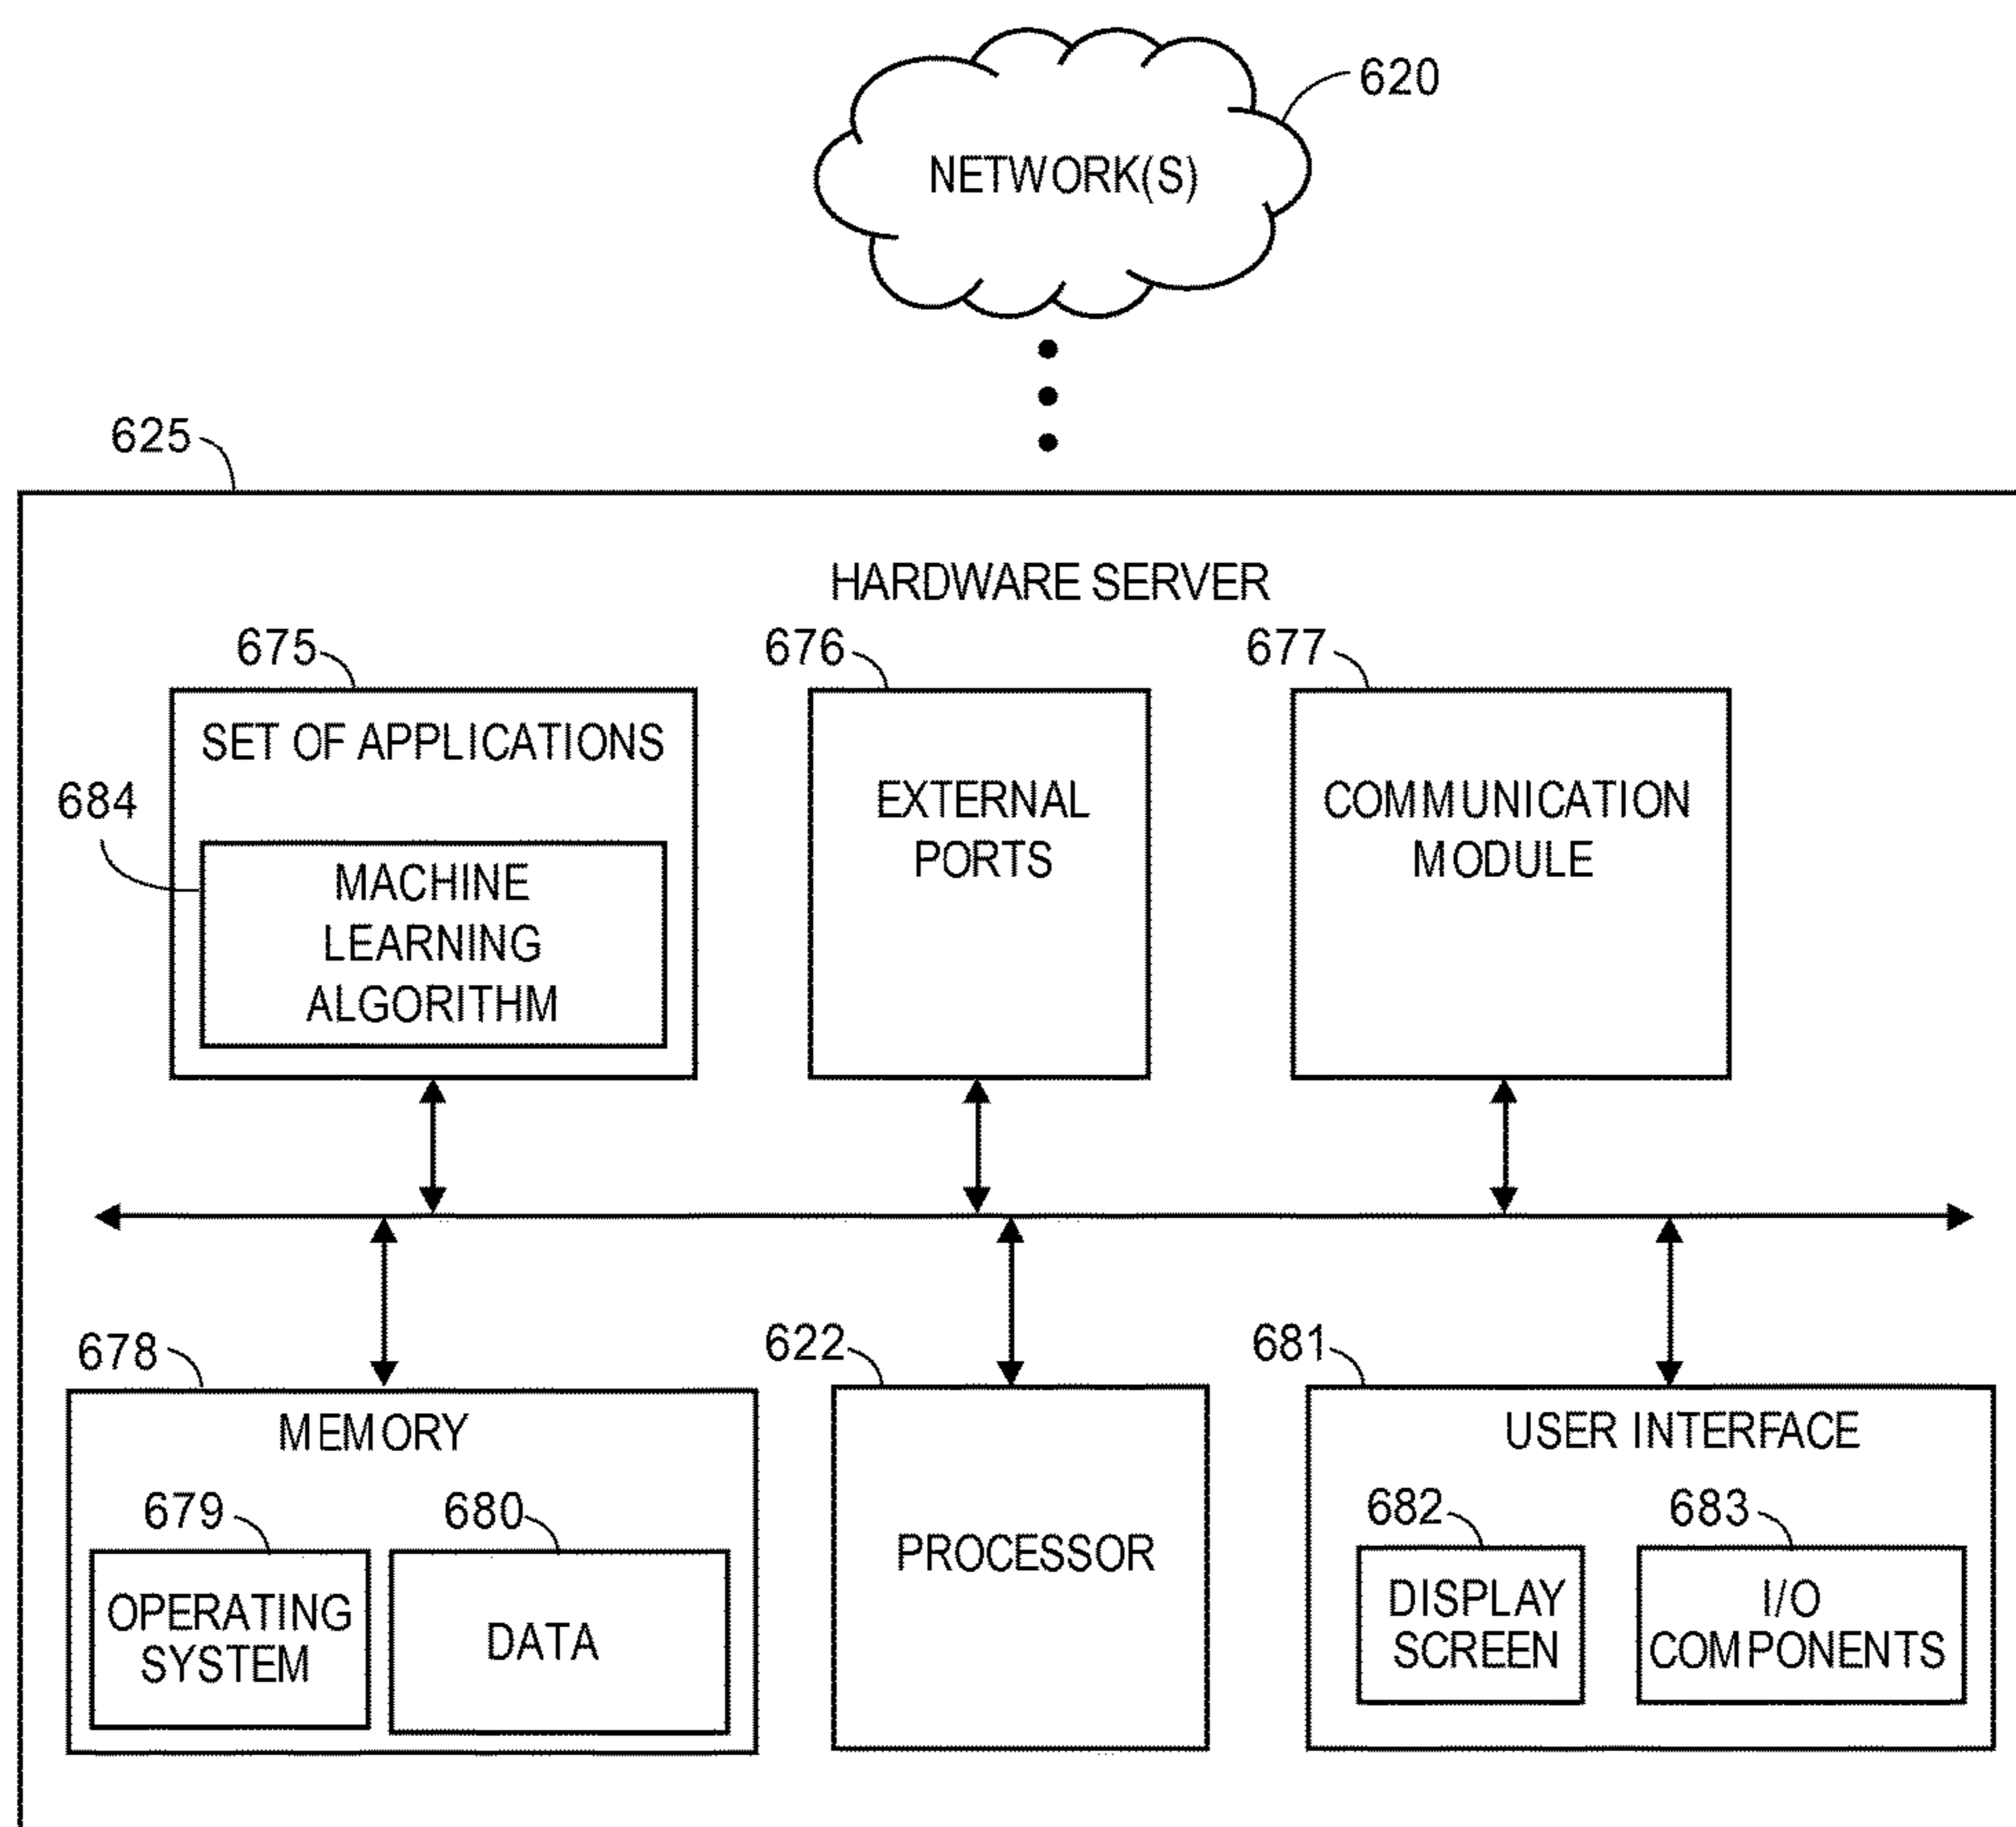 620
NETWORK(S)
625
HARDWARE SERVER
675
676
677
SET OF APPLICATIONS
684
MACHINE
LEARNING
ALGORITHM
EXTERNAL
PORTS
COMMUNICATION
MODULE
678
622
681
MEMORY
679
680
OPERATING
SYSTEM
DATA
PROCESSOR
USER INTERFACE
682
683
DISPLAY
SCREEN
I/O
COMPONENTS